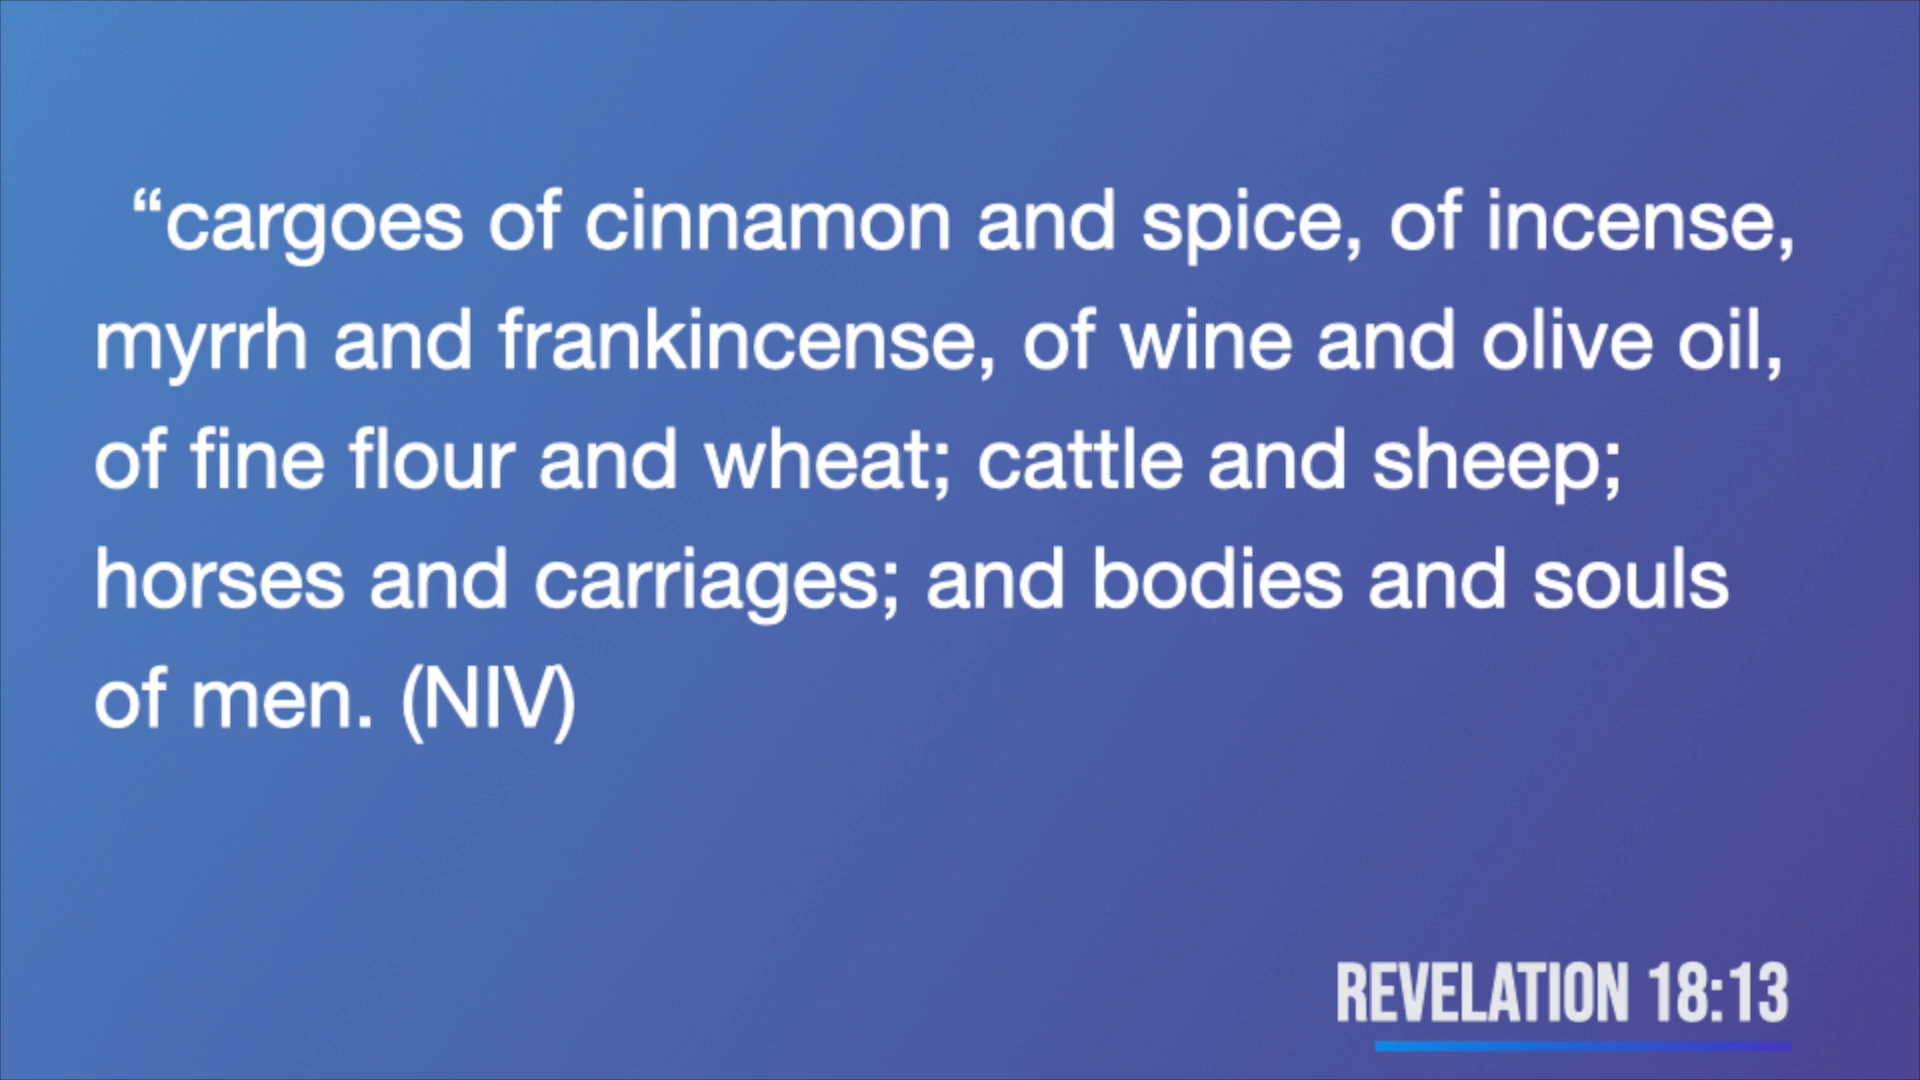 “cargoes of cinnamon and spice, of incense,
myrrh and frankincense, of wine and olive oil,
of fine flour and wheat; cattle and sheep;
horses and carriages; and bodies and souls
of men. (NIV)
REVELATION 18:13